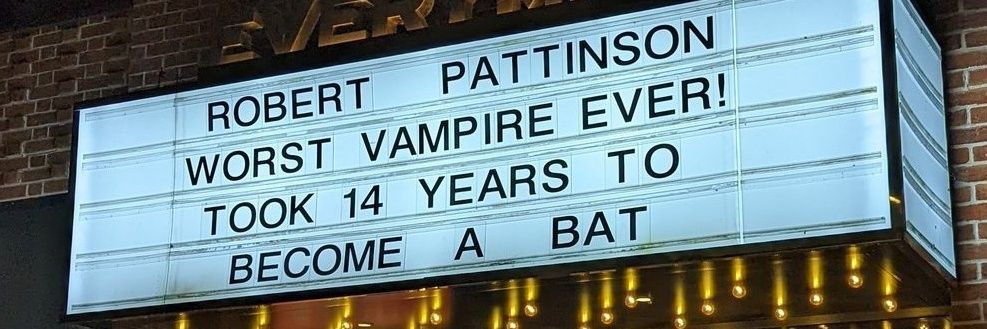 ROBERT PATTINSON
WORST VAMPIRE EVER!
TOOK 14 YEARS TO
BECOME A BAT